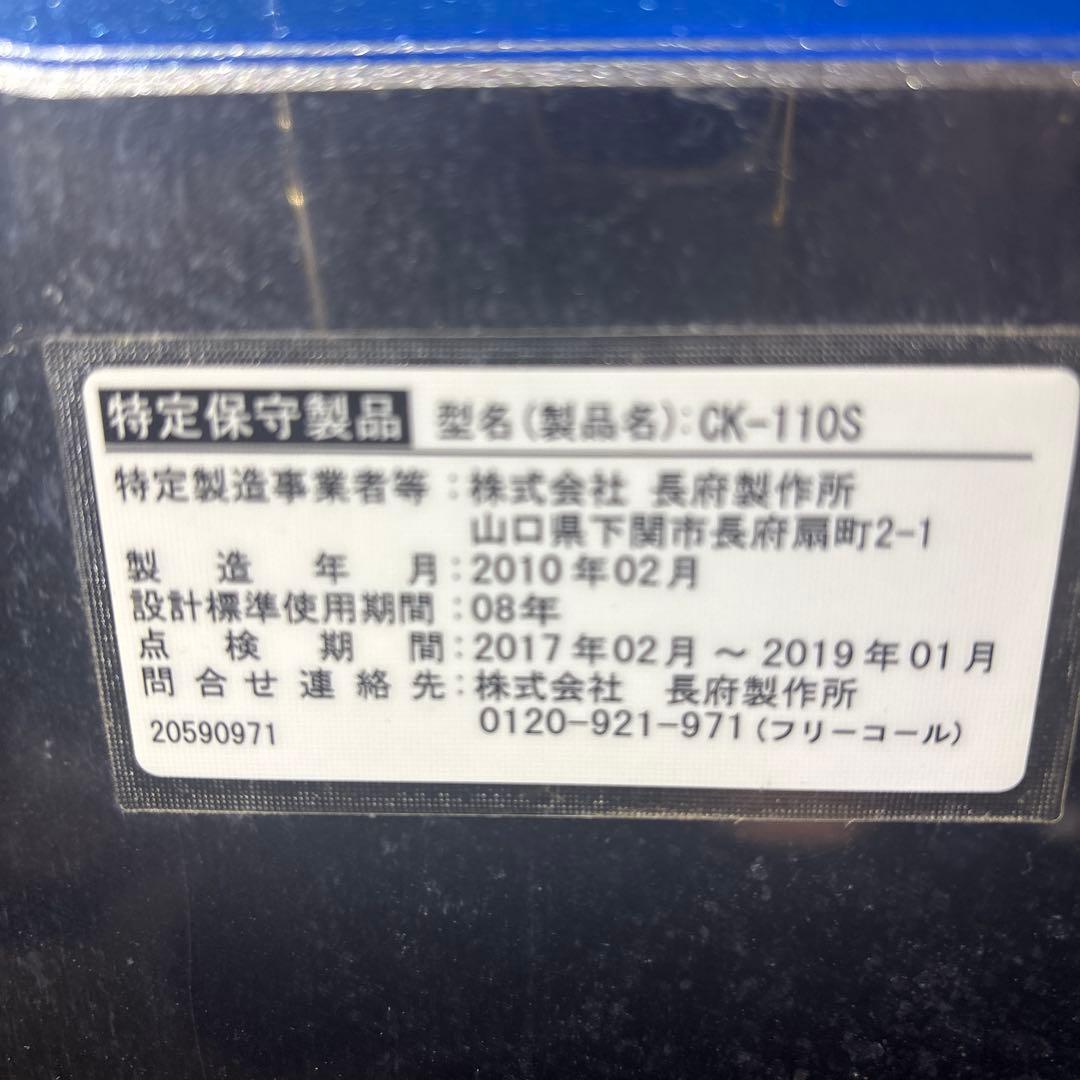 特定保守製品 型名(製品名):CK-110S
特定製造事業者等:株式会社 長府製作所
山口県下関市長府扇町2-1
製造年月:2010年02月
設計標準使用期間:08年
点検期間:2017年02月~2019年01月
問合せ連絡先:株式会社 長府製作所
20590971 0120-921-971(フリーコール)